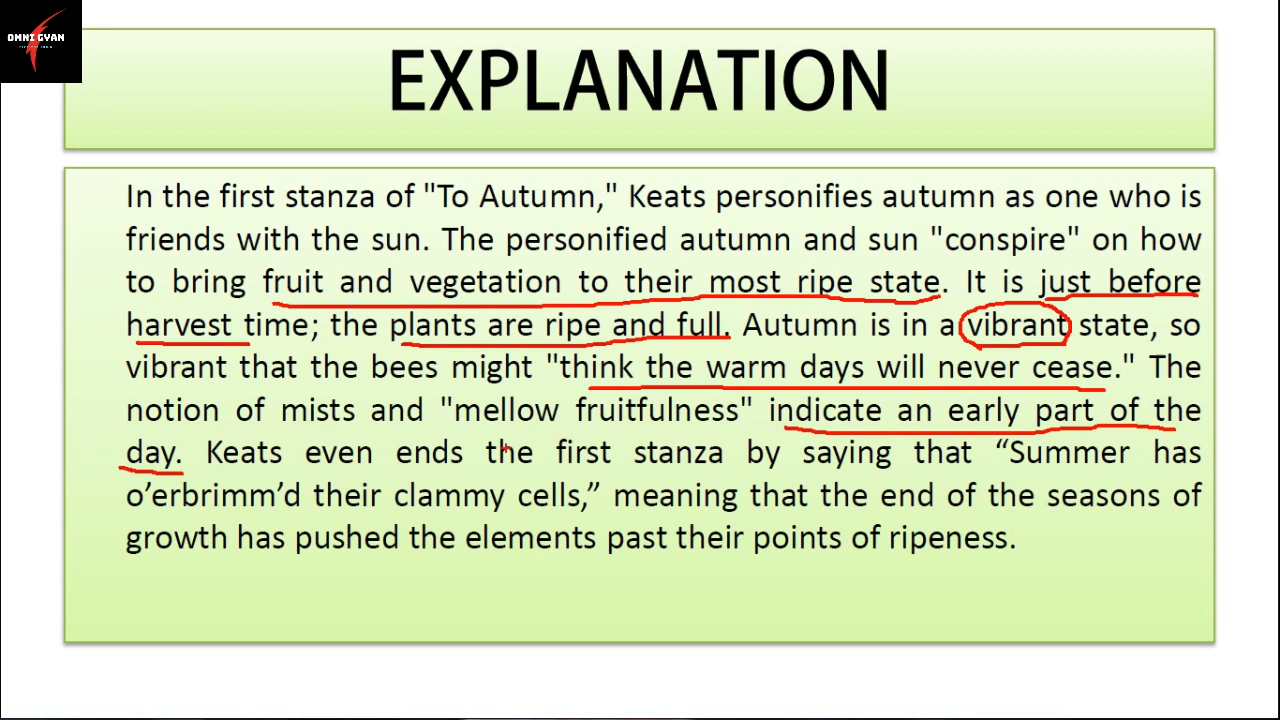 OMNI GYAN
EXPLANATION
In the first stanza of "To Autumn," Keats personifies autumn as one who is
friends with the sun. The personified autumn and sun "conspire" on how
to bring fruit and vegetation to their most ripe state. It is just before
harvest time; the plants are ripe and full. Autumn is in a vibrant state, so
vibrant that the bees might "think the warm days will never cease." The
notion of mists and "mellow fruitfulness" indicate an early part of the
day. Keats even ends the first stanza by saying that “Summer has
o’erbrimm’d their clammy cells,” meaning that the end of the seasons of
growth has pushed the elements past their points of ripeness.